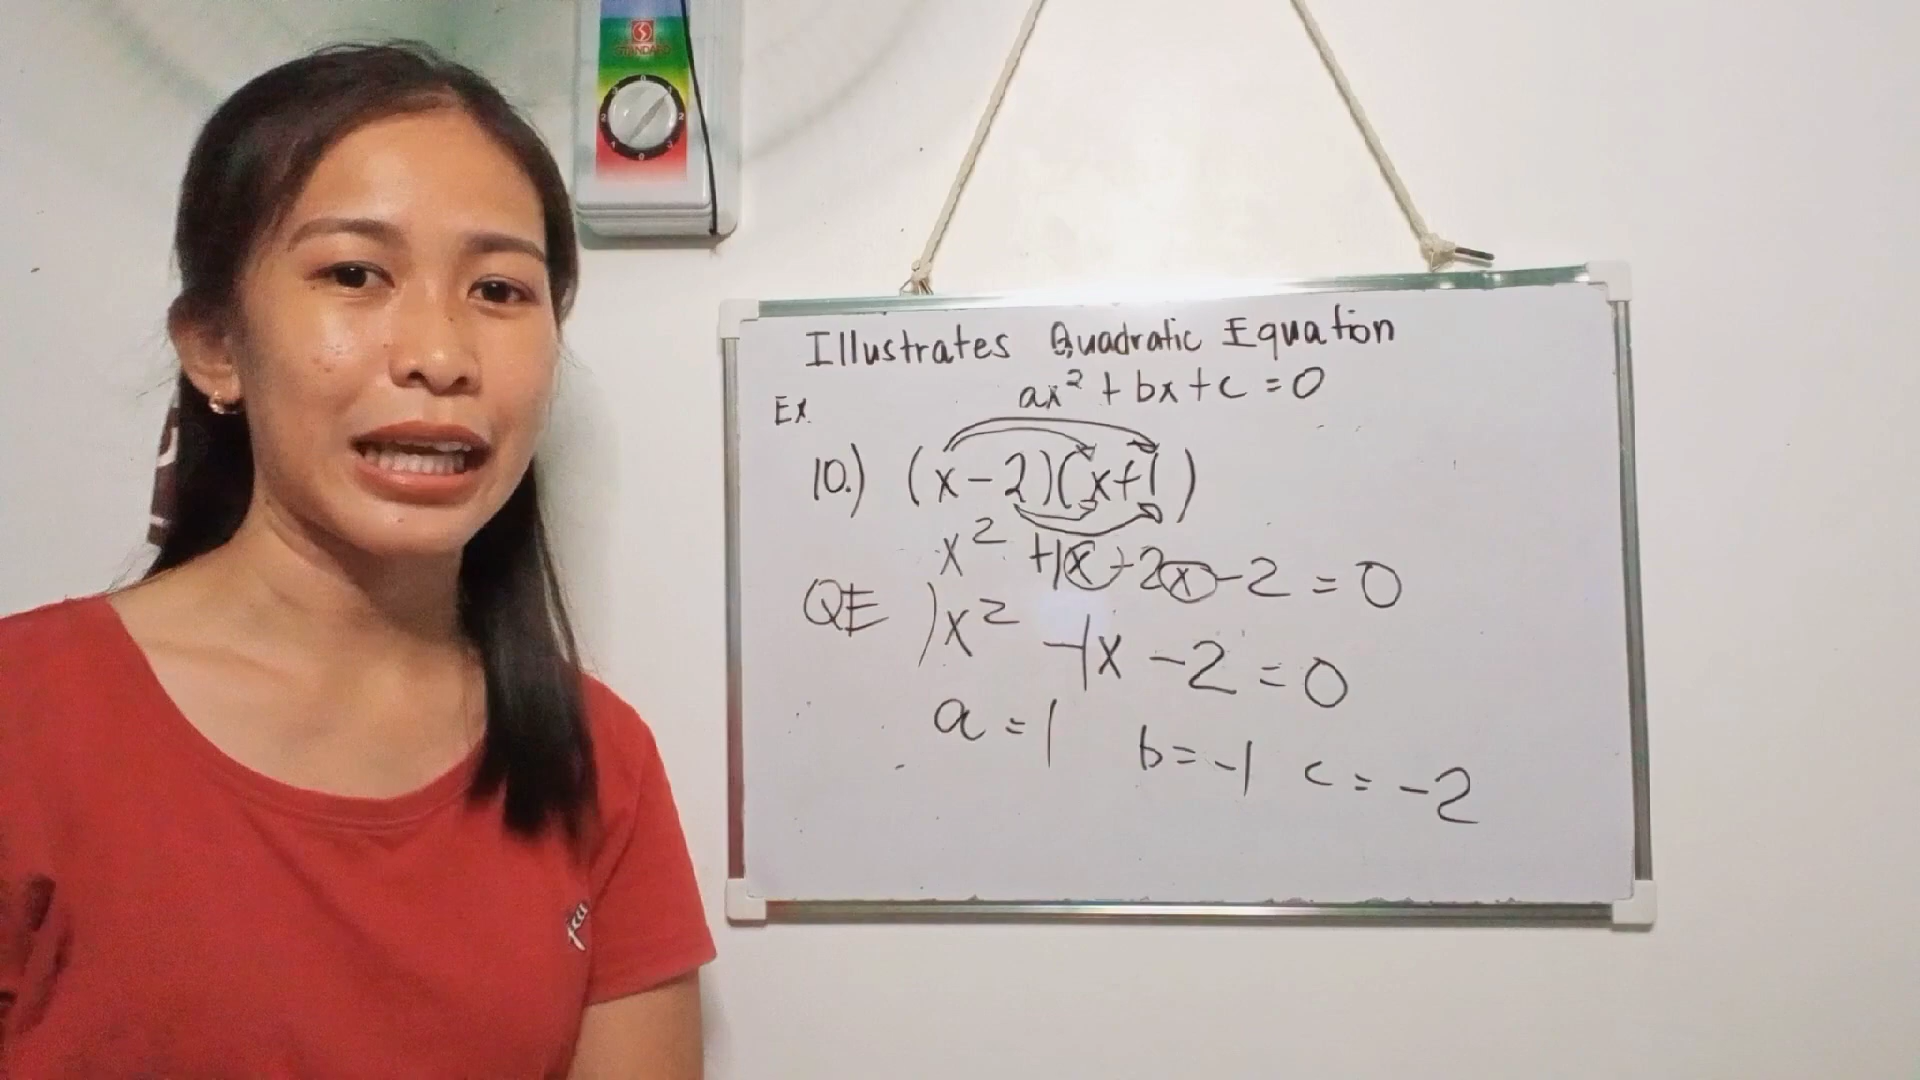 STANDARD
Illustrates Quadratic Equation
ax² + bx + c = 0
Ex.
10.) (x - 2)(x + 1)
x² + 1x - 2x - 2 = 0
QE ) x² - 1x - 2 = 0
a = 1 b = -1 c = -2